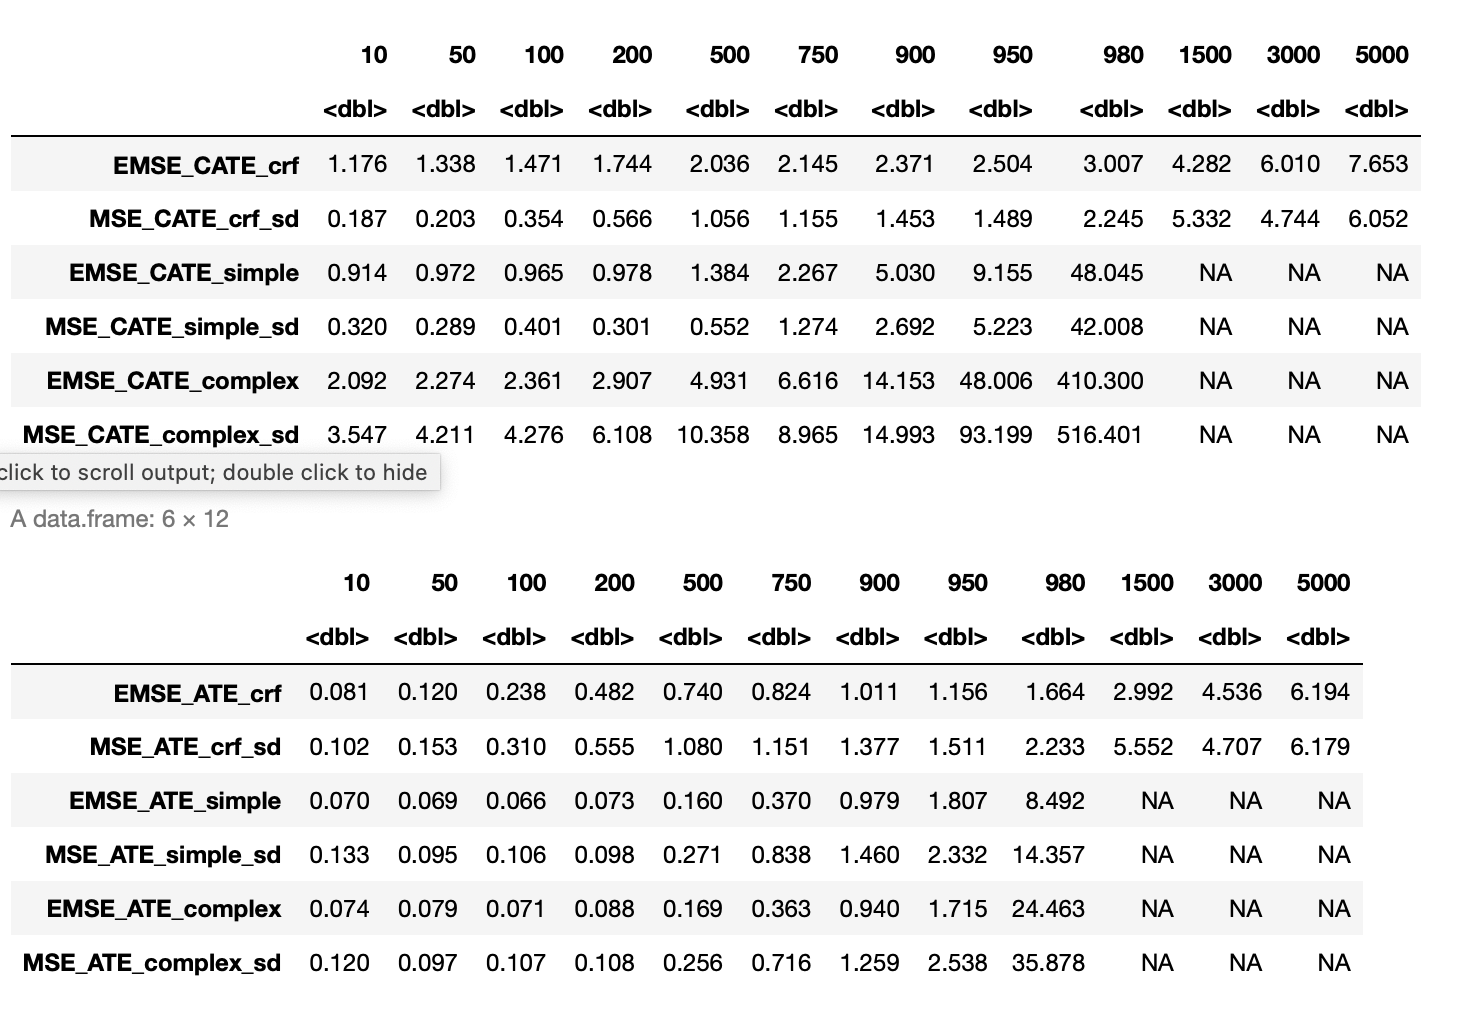 10 50 100 200 500 750 900 950 980 1500 3000 5000
<dbl> <dbl> <dbl> <dbl> <dbl> <dbl> <dbl> <dbl> <dbl> <dbl> <dbl> <dbl>
EMSE_CATE_crf 1.176 1.338 1.471 1.744 2.036 2.145 2.371 2.504 3.007 4.282 6.010 7.653
MSE_CATE_crf_sd 0.187 0.203 0.354 0.566 1.056 1.155 1.453 1.489 2.245 5.332 4.744 6.052
EMSE_CATE_simple 0.914 0.972 0.965 0.978 1.384 2.267 5.030 9.155 48.045 NA NA NA
MSE_CATE_simple_sd 0.320 0.289 0.401 0.301 0.552 1.274 2.692 5.223 42.008 NA NA NA
EMSE_CATE_complex 2.092 2.274 2.361 2.907 4.931 6.616 14.153 48.006 410.300 NA NA NA
MSE_CATE_complex_sd 3.547 4.211 4.276 6.108 10.358 8.965 14.993 93.199 516.401 NA NA NA
click to scroll output; double click to hide
A data.frame: 6 × 12
10 50 100 200 500 750 900 950 980 1500 3000 5000
<dbl> <dbl> <dbl> <dbl> <dbl> <dbl> <dbl> <dbl> <dbl> <dbl> <dbl> <dbl>
EMSE_ATE_crf 0.081 0.120 0.238 0.482 0.740 0.824 1.011 1.156 1.664 2.992 4.536 6.194
MSE_ATE_crf_sd 0.102 0.153 0.310 0.555 1.080 1.151 1.377 1.511 2.233 5.552 4.707 6.179
EMSE_ATE_simple 0.070 0.069 0.066 0.073 0.160 0.370 0.979 1.807 8.492 NA NA NA
MSE_ATE_simple_sd 0.133 0.095 0.106 0.098 0.271 0.838 1.460 2.332 14.357 NA NA NA
EMSE_ATE_complex 0.074 0.079 0.071 0.088 0.169 0.363 0.940 1.715 24.463 NA NA NA
MSE_ATE_complex_sd 0.120 0.097 0.107 0.108 0.256 0.716 1.259 2.538 35.878 NA NA NA